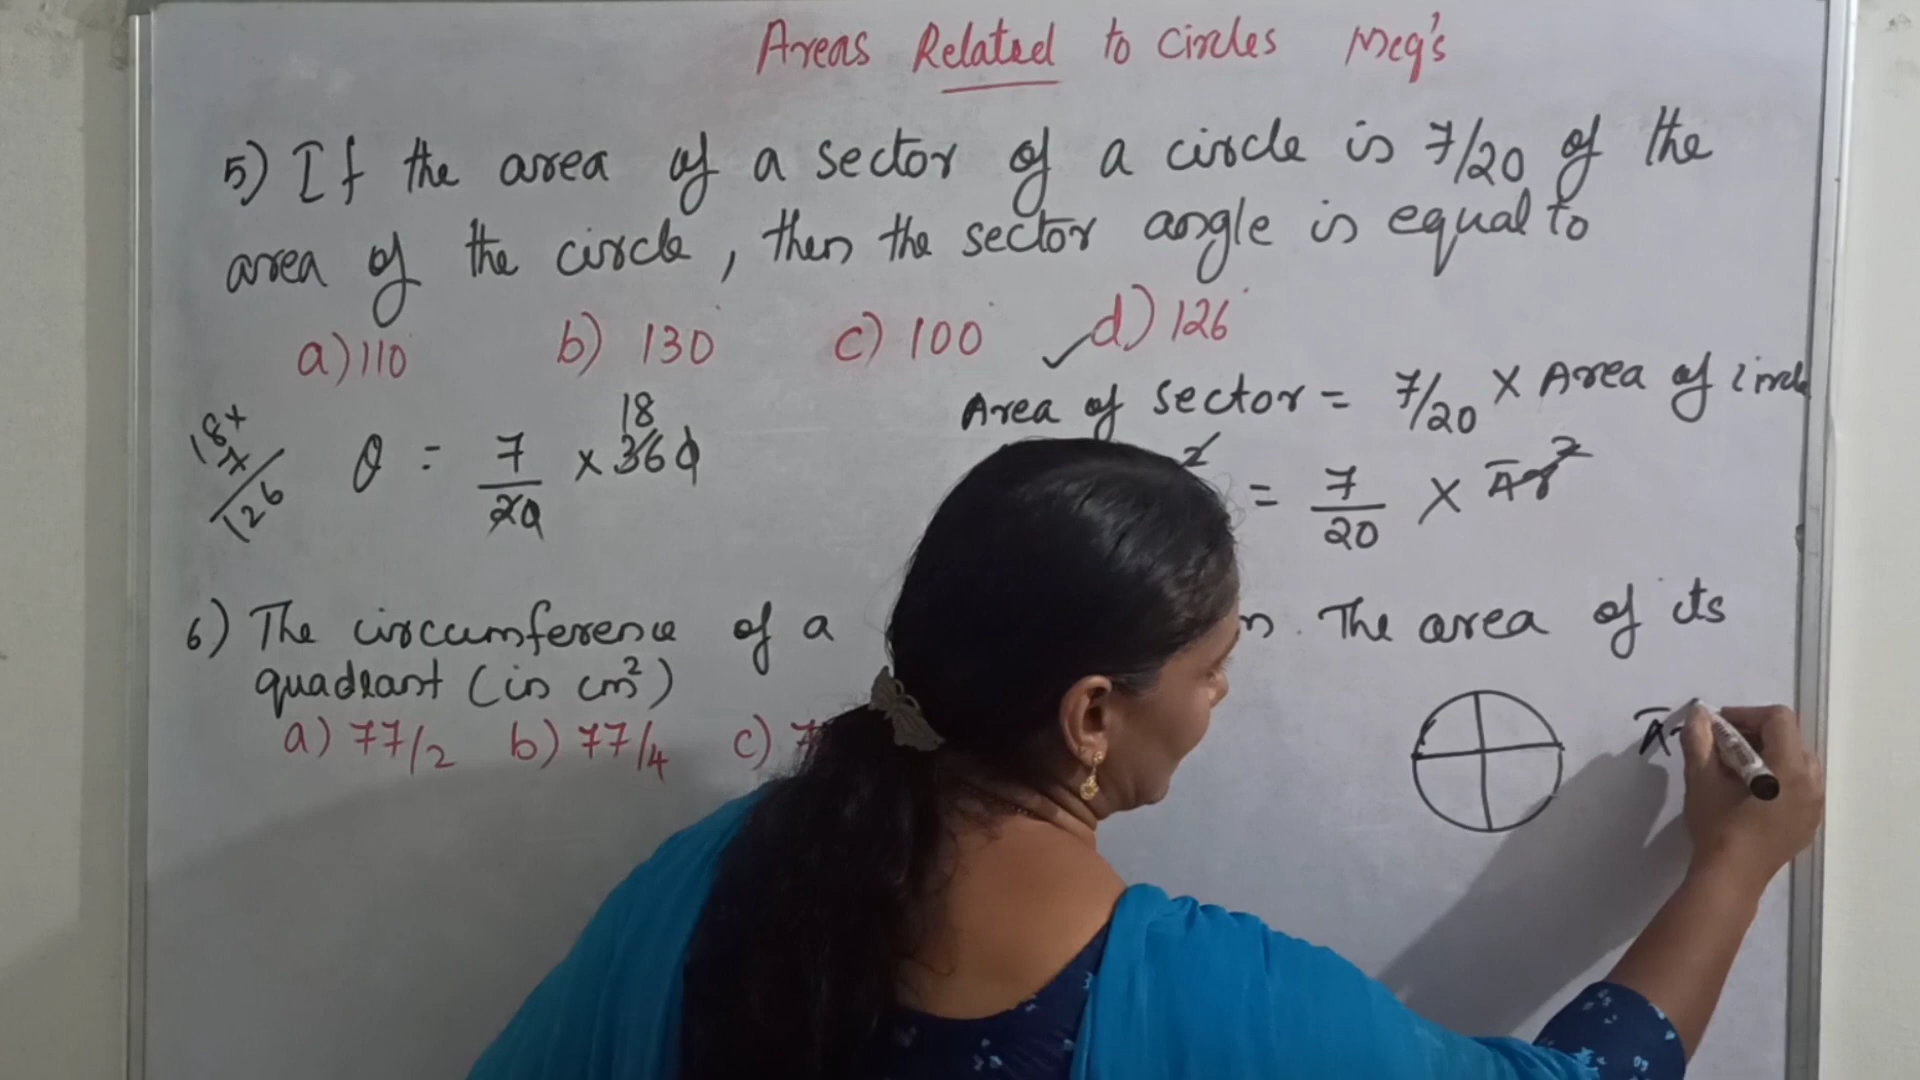 Areas Related to Circles Mcq's
5) If the area of a sector of a circle is 7/20 of the
area of the circle, then the sector angle is equal to
a) 110 b) 130° c) 100° ✓d) 126°
Area of sector = 7/20 × Area of circle
18×
7
126
θ = 7/20 × 360
18
2 = 7/20 × πr²
6) The circumference of a The area of its
quadrant (in cm²)
a) 77/2 b) 77/4 c)